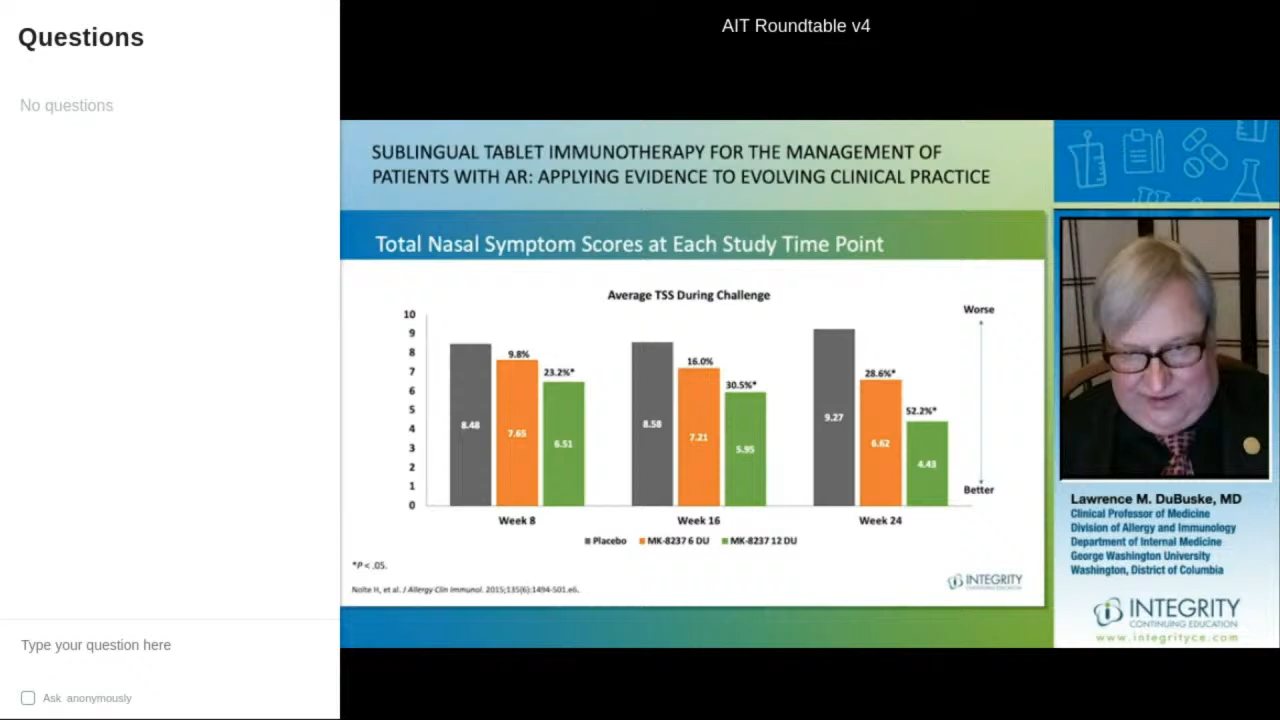 Questions
No questions
Type your question here
Ask anonymously
AIT Roundtable v4
SUBLINGUAL TABLET IMMUNOTHERAPY FOR THE MANAGEMENT OF
PATIENTS WITH AR: APPLYING EVIDENCE TO EVOLVING CLINICAL PRACTICE
Total Nasal Symptom Scores at Each Study Time Point
Average TSS During Challenge
10
9
8
7
6
5
4
3
2
1
0
8.48
9.8%
7.65
23.2%*
6.51
8.58
16.0%
7.21
30.5%*
5.95
9.27
28.6%*
6.62
52.2%*
4.43
Worse
Better
Week 8
Week 16
Week 24
Placebo MK-8237 6 DU MK-8237 12 DU
*P < .05.
Nolte H, et al. J Allergy Clin Immunol. 2015;135(6):1494-501.e6.
INTEGRITY
CONTINUING EDUCATION
Lawrence M. DuBuske, MD
Clinical Professor of Medicine
Division of Allergy and Immunology
Department of Internal Medicine
George Washington University
Washington, District of Columbia
INTEGRITY
CONTINUING EDUCATION
www.integrityce.com